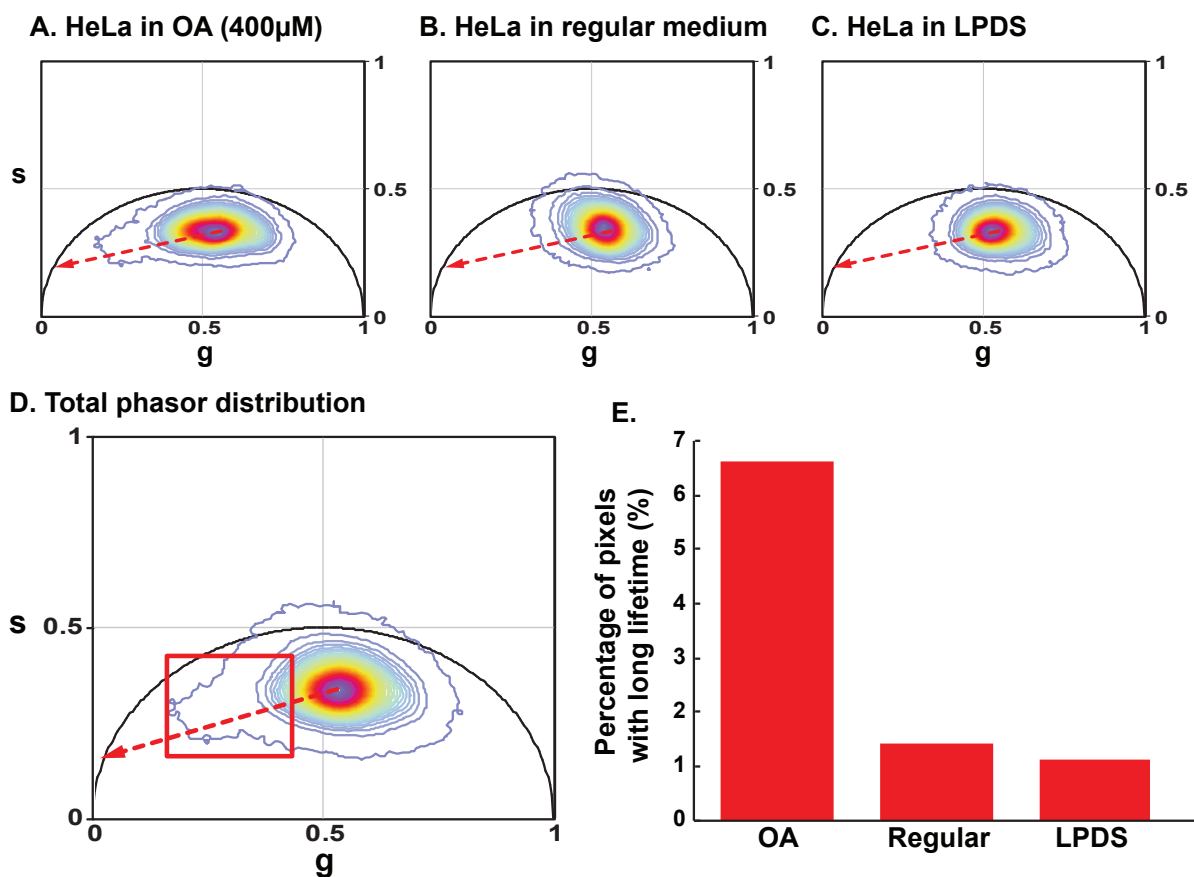 A. HeLa in OA (400µM)
B. HeLa in regular medium
C. HeLa in LPDS
s
1
0.5
0
0
0.5
1
g
1
0.5
0
0
0.5
1
g
1
0.5
0
0
0.5
1
g
D. Total phasor distribution
1
s 0.5
0
0
0.5
1
g
E.
Percentage of pixels
with long lifetime (%)
7
6
5
4
3
2
1
0
OA
Regular
LPDS